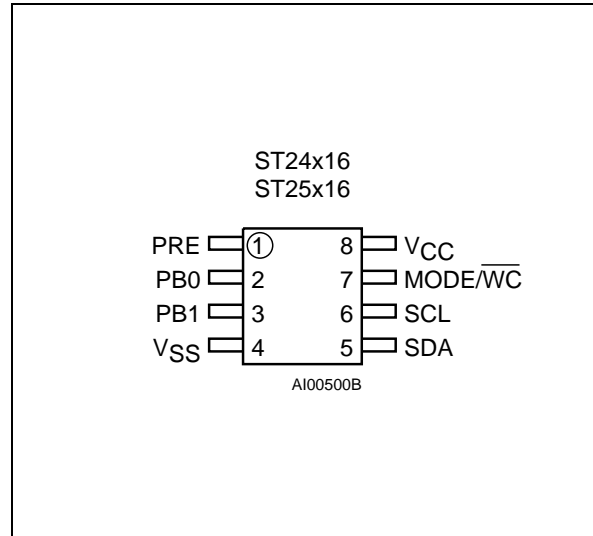 ST24x16
ST25x16
PRE 1 8 VCC
PB0 2 7 MODE/WC
PB1 3 6 SCL
VSS 4 5 SDA
AI00500B